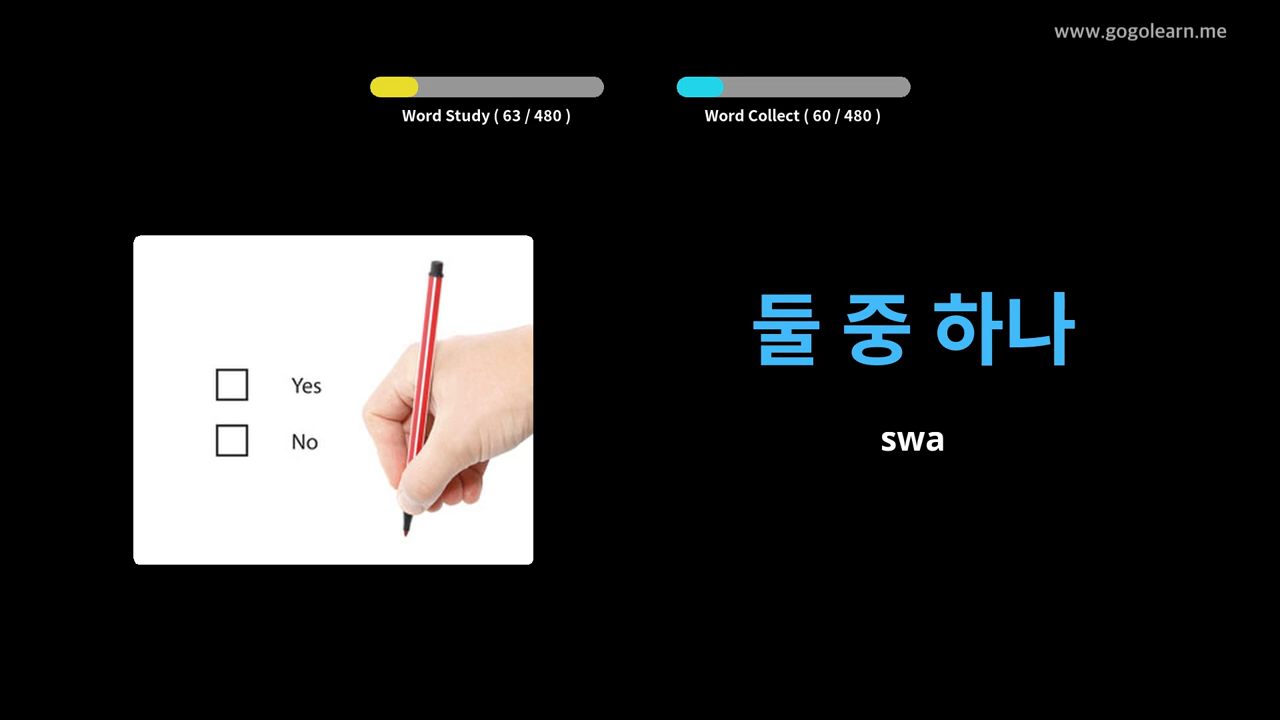 www.gogolearn.me
Word Study ( 63 / 480 )
Word Collect ( 60 / 480 )
Yes
No
둘 중 하나
swa